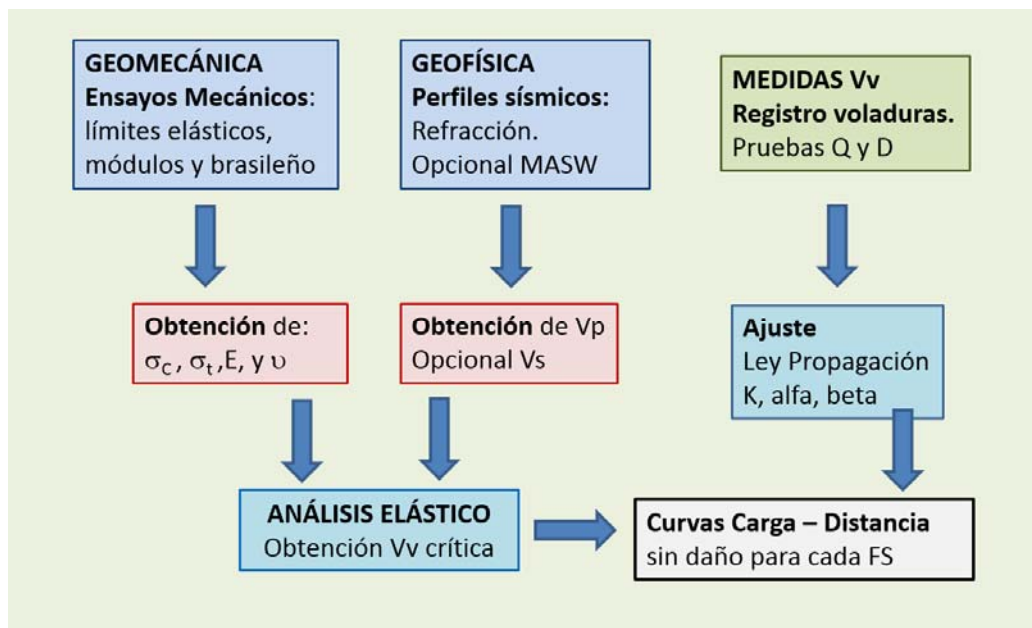 GEOMECÁNICA
Ensayos Mecánicos:
límites elásticos,
módulos y brasileño
GEOFÍSICA
Perfiles sísmicos:
Refracción.
Opcional MASW
MEDIDAS Vv
Registro voladuras.
Pruebas Q y D
Obtención de:
σC, σt,E, y υ
Obtención de Vp
Opcional Vs
Ajuste
Ley Propagación
K, alfa, beta
ANÁLISIS ELÁSTICO
Obtención Vv crítica
Curvas Carga – Distancia
sin daño para cada FS